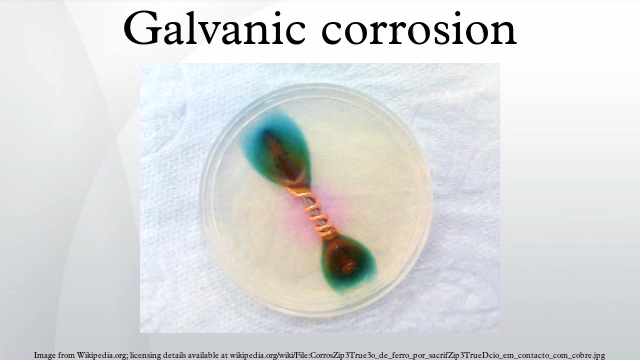 Galvanic corrosion
Image from Wikipedia.org; licensing details available at wikipedia.org/wiki/File:CorrosZip3True3o_de_ferro_por_sacrifZip3TrueDcio_em_contacto_com_cobre.jpg